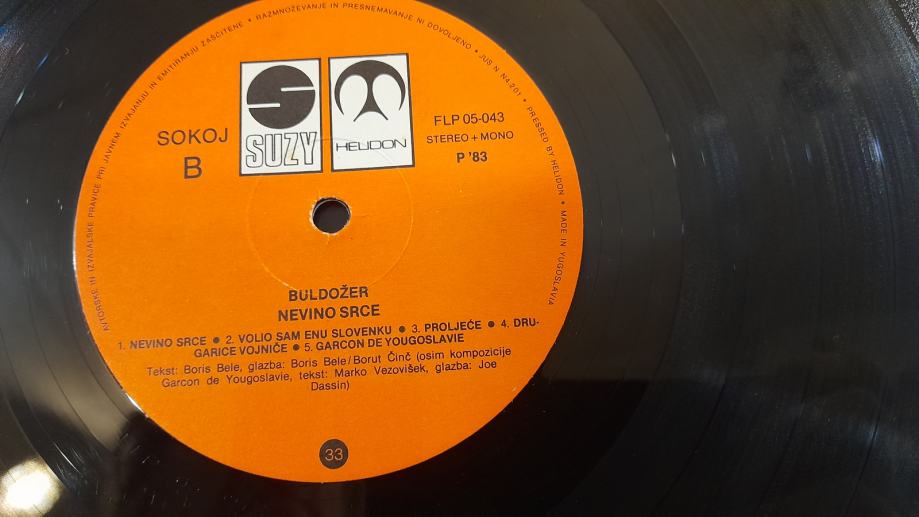 AVTORSKE IN IZVAJALSKE PRAVICE PRI JAVNEM IZVAJANJU IN EMITIRANJU ZAŠČITENE • RAZMNOŽEVANJE IN PRESNEMAVANJE NI DOVOLJENO • JUS N N4.201 • PRESSED BY HELIDON • MADE IN YUGOSLAVIA
SOKOJ
B
SUZY
HELIDON
FLP 05-043
STEREO + MONO
P '83
BULDOŽER
NEVINO SRCE
1. NEVINO SRCE ● 2. VOLIO SAM ENU SLOVENKU ● 3. PROLJEĆE ● 4. DRU-
GARICE VOJNIČE ● 5. GARCON DE YOUGOSLAVIE
Tekst: Boris Bele, glazba: Boris Bele/Borut Činč (osim kompozicije
Garcon de Yougoslavie, tekst: Marko Vezovišek, glazba: Joe
Dassin)
33